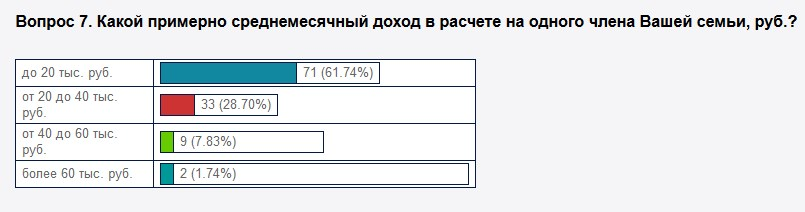 Вопрос 7. Какой примерно среднемесячный доход в расчете на одного члена Вашей семьи, руб.?
до 20 тыс. руб.
71 (61.74%)
от 20 до 40 тыс.
руб.
33 (28.70%)
от 40 до 60 тыс.
руб.
9 (7.83%)
более 60 тыс. руб.
2 (1.74%)